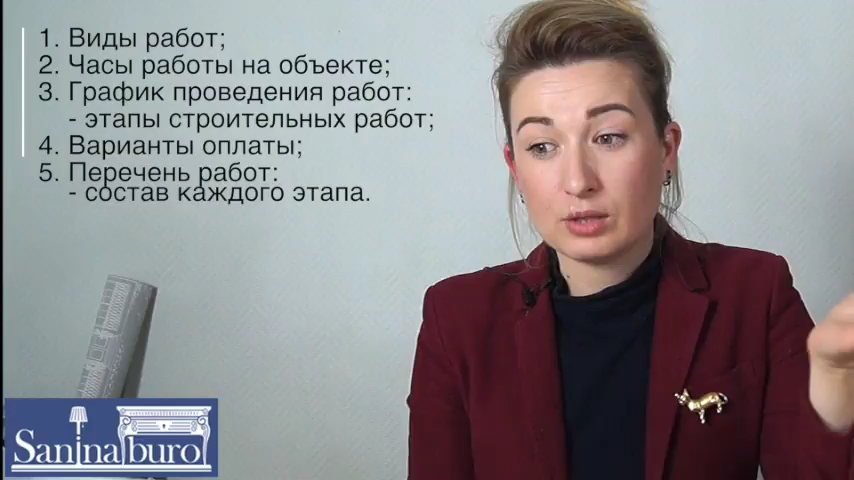 1. Виды работ;
2. Часы работы на объекте;
3. График проведения работ:
- этапы строительных работ;
4. Варианты оплаты;
5. Перечень работ:
- состав каждого этапа.
Saninaburo